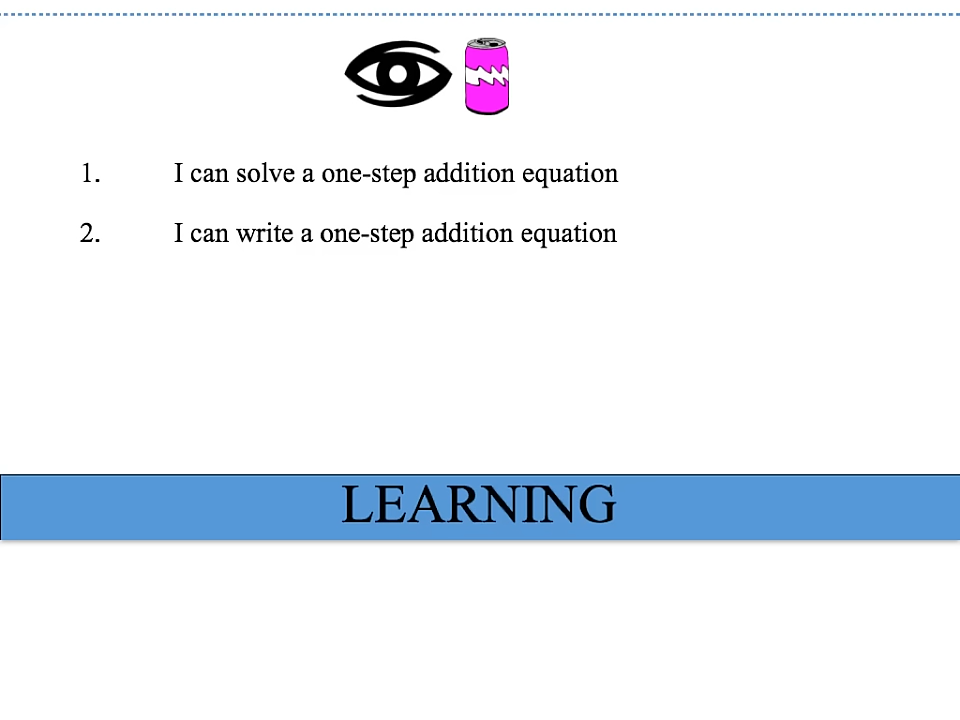 1. I can solve a one-step addition equation
2. I can write a one-step addition equation
LEARNING